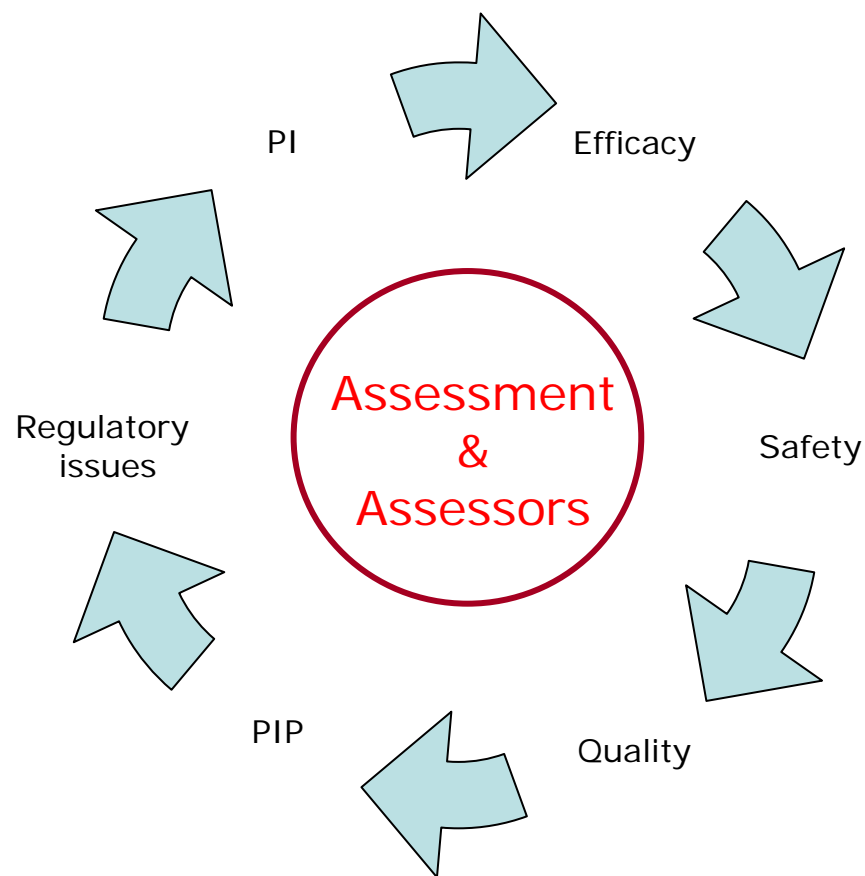 PI
Efficacy
Assessment
&
Assessors
Regulatory
issues
Safety
PIP
Quality